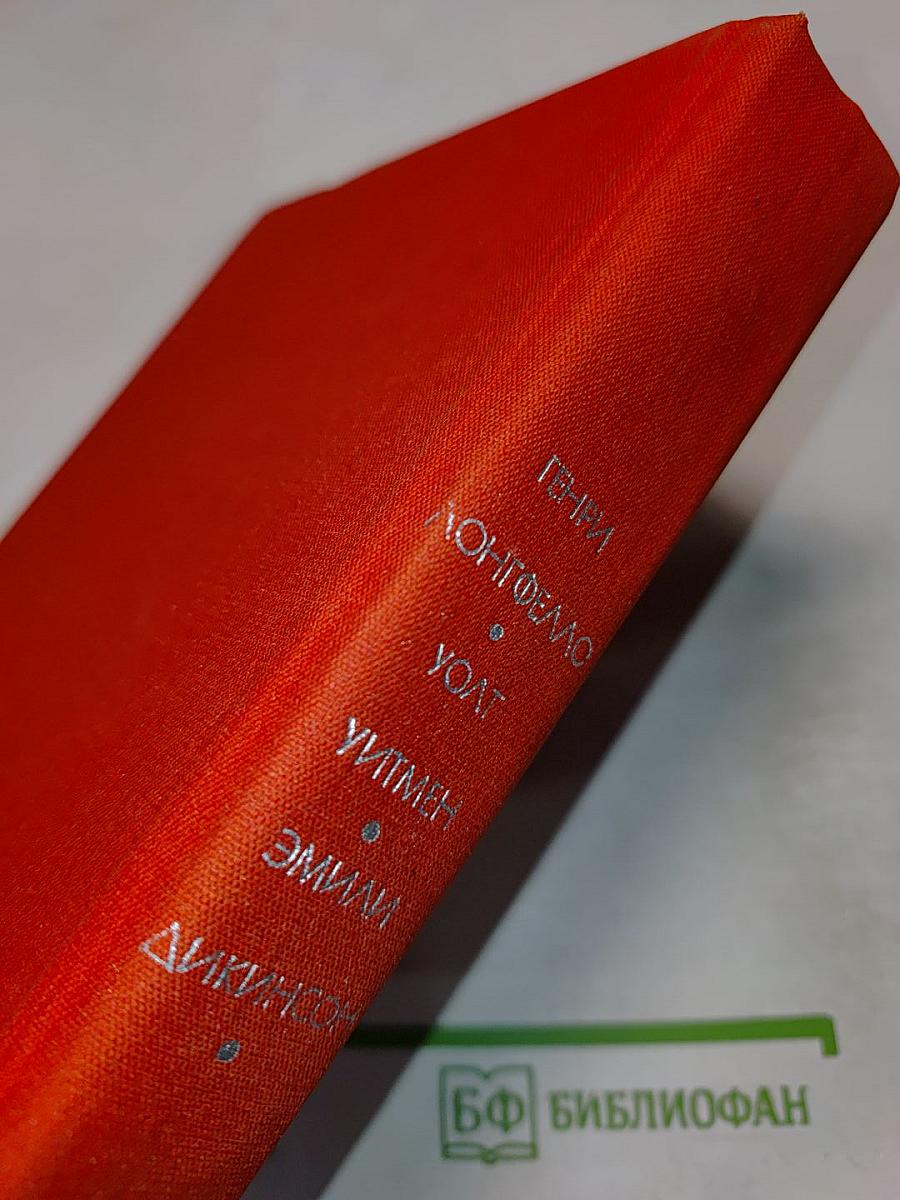 ГЕНРИ
ЛОНГФЕЛЛО
•
УОЛТ
УИТМЕН
•
ЭМИЛИ
ДИКИНСОН
•
БФ БИБЛИОФАН